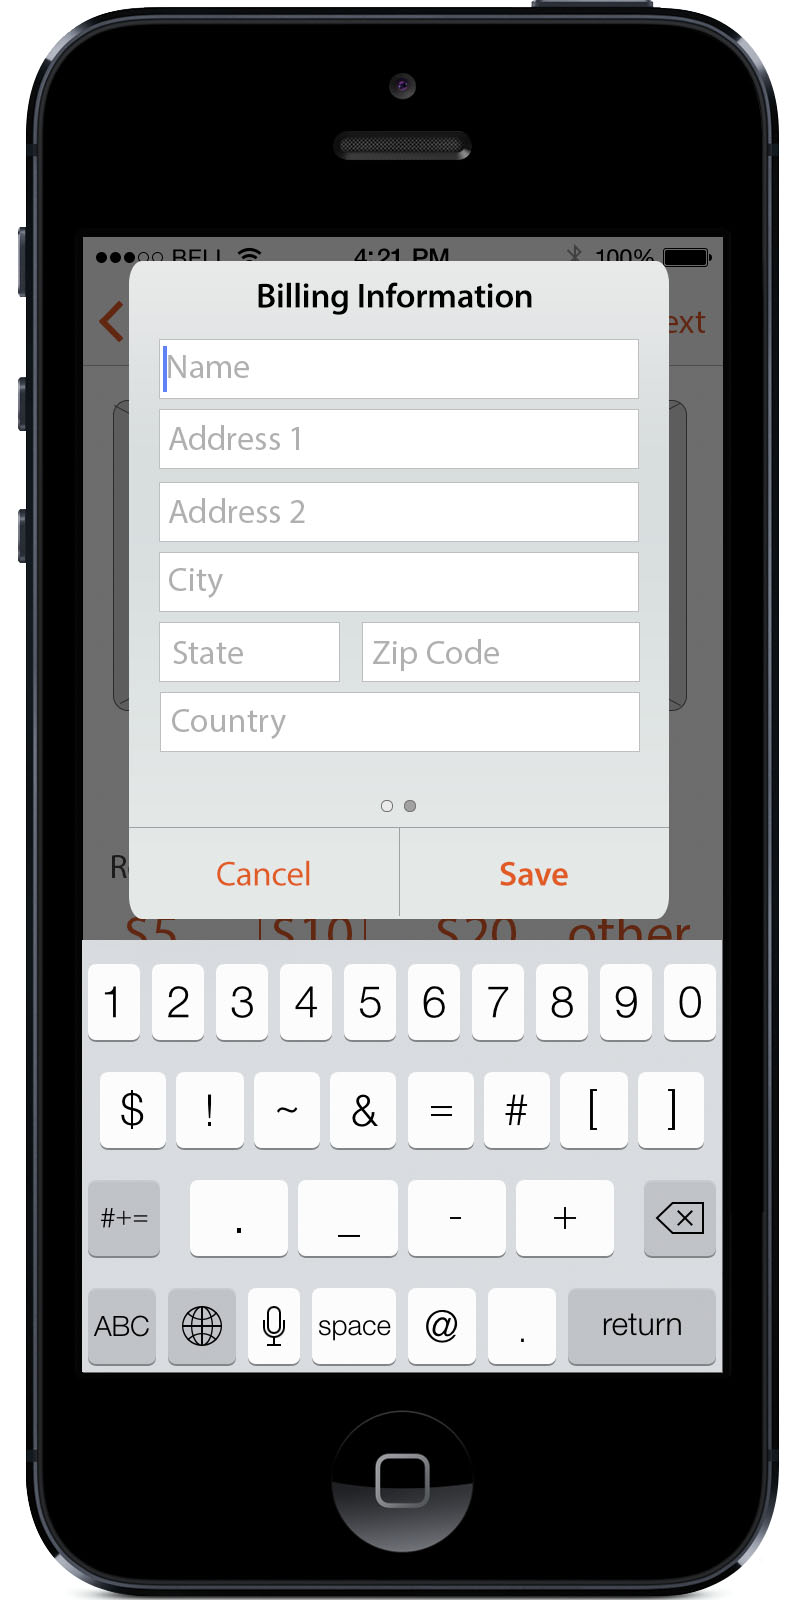 4:21 PM 100%
Billing Information
ext
Name
Address 1
Address 2
City
State Zip Code
Country
Cancel Save
$5 $10 $20 other
1 2 3 4 5 6 7 8 9 0
$ ! ~ & = # [ ]
#+= . _ - +
ABC space @ . return